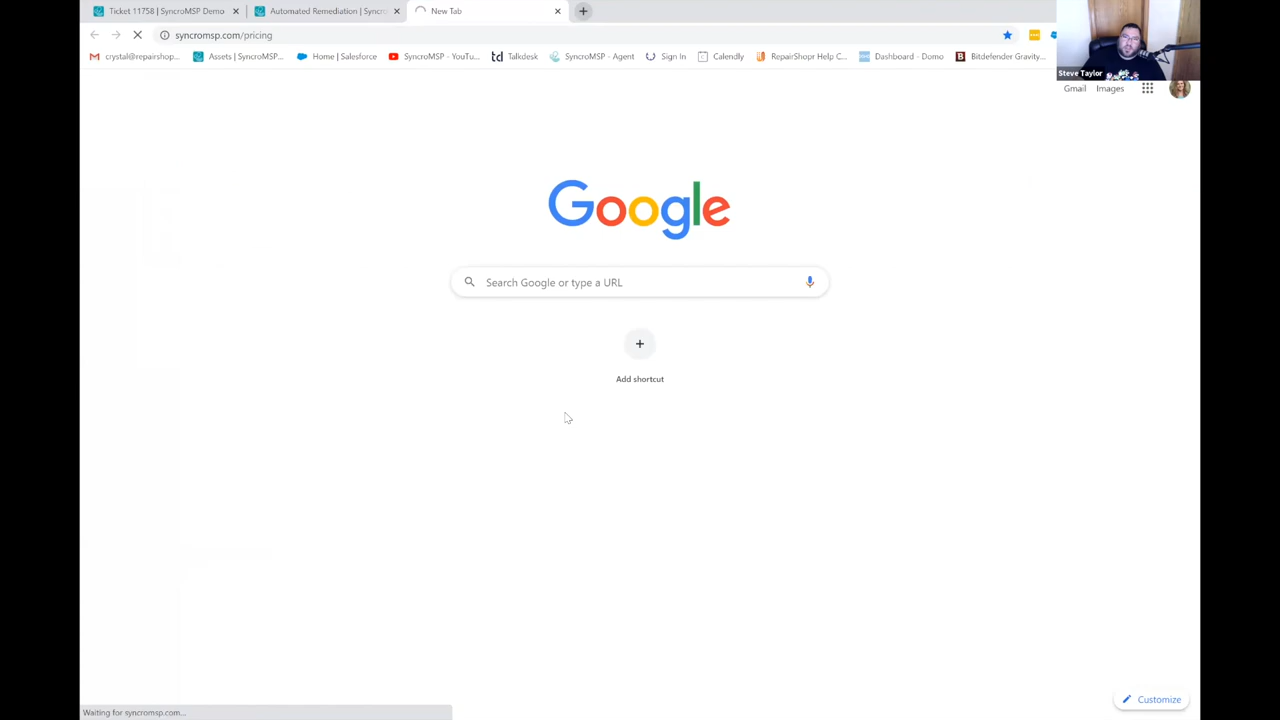 Ticket 11758 | SyncroMSP Demo
Automated Remediation | Syncro
New Tab
syncromsp.com/pricing
crystal@repairshop...
Assets | SyncroMSP...
Home | Salesforce
SyncroMSP - YouTu...
td Talkdesk
SyncroMSP - Agent
Sign In
Calendly
RepairShopr Help C...
Dashboard - Domo
B Bitdefender Gravity...
Steve Taylor
Gmail
Images
Google
Search Google or type a URL
Add shortcut
Customize
Waiting for syncromsp.com...